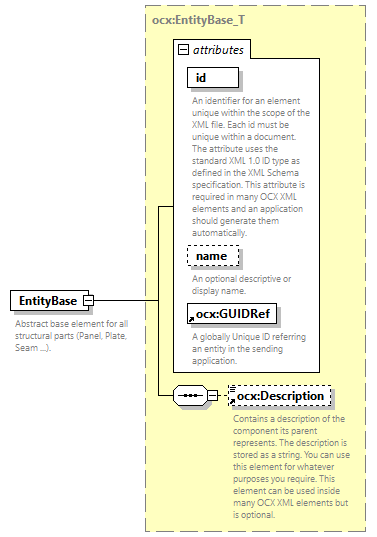 ocx:EntityBase_T
attributes
id
An identifier for an element
unique within the scope of the
XML file. Each id must be
unique within a document.
The attribute uses the
standard XML 1.0 ID type as
defined in the XML Schema
specification. This attribute is
required in many OCX XML
elements and an application
should generate them
automatically.
name
An optional descriptive or
display name.
ocx:GUIDRef
A globally Unique ID referring
an entity in the sending
application.
EntityBase
Abstract base element for all
structural parts (Panel, Plate,
Seam ...).
ocx:Description
Contains a description of the
component its parent
represents. The description is
stored as a string. You can use
this element for whatever
purposes you require. This
element can be used inside
many OCX XML elements but
is optional.